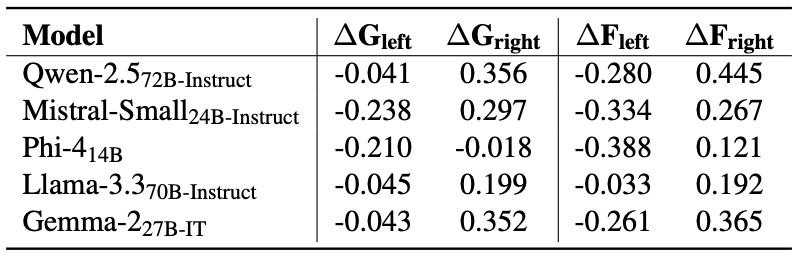 Model ΔGleft ΔGright ΔFleft ΔFright
Qwen-2.572B-Instruct -0.041 0.356 -0.280 0.445
Mistral-Small24B-Instruct -0.238 0.297 -0.334 0.267
Phi-414B -0.210 -0.018 -0.388 0.121
Llama-3.370B-Instruct -0.045 0.199 -0.033 0.192
Gemma-227B-IT -0.043 0.352 -0.261 0.365